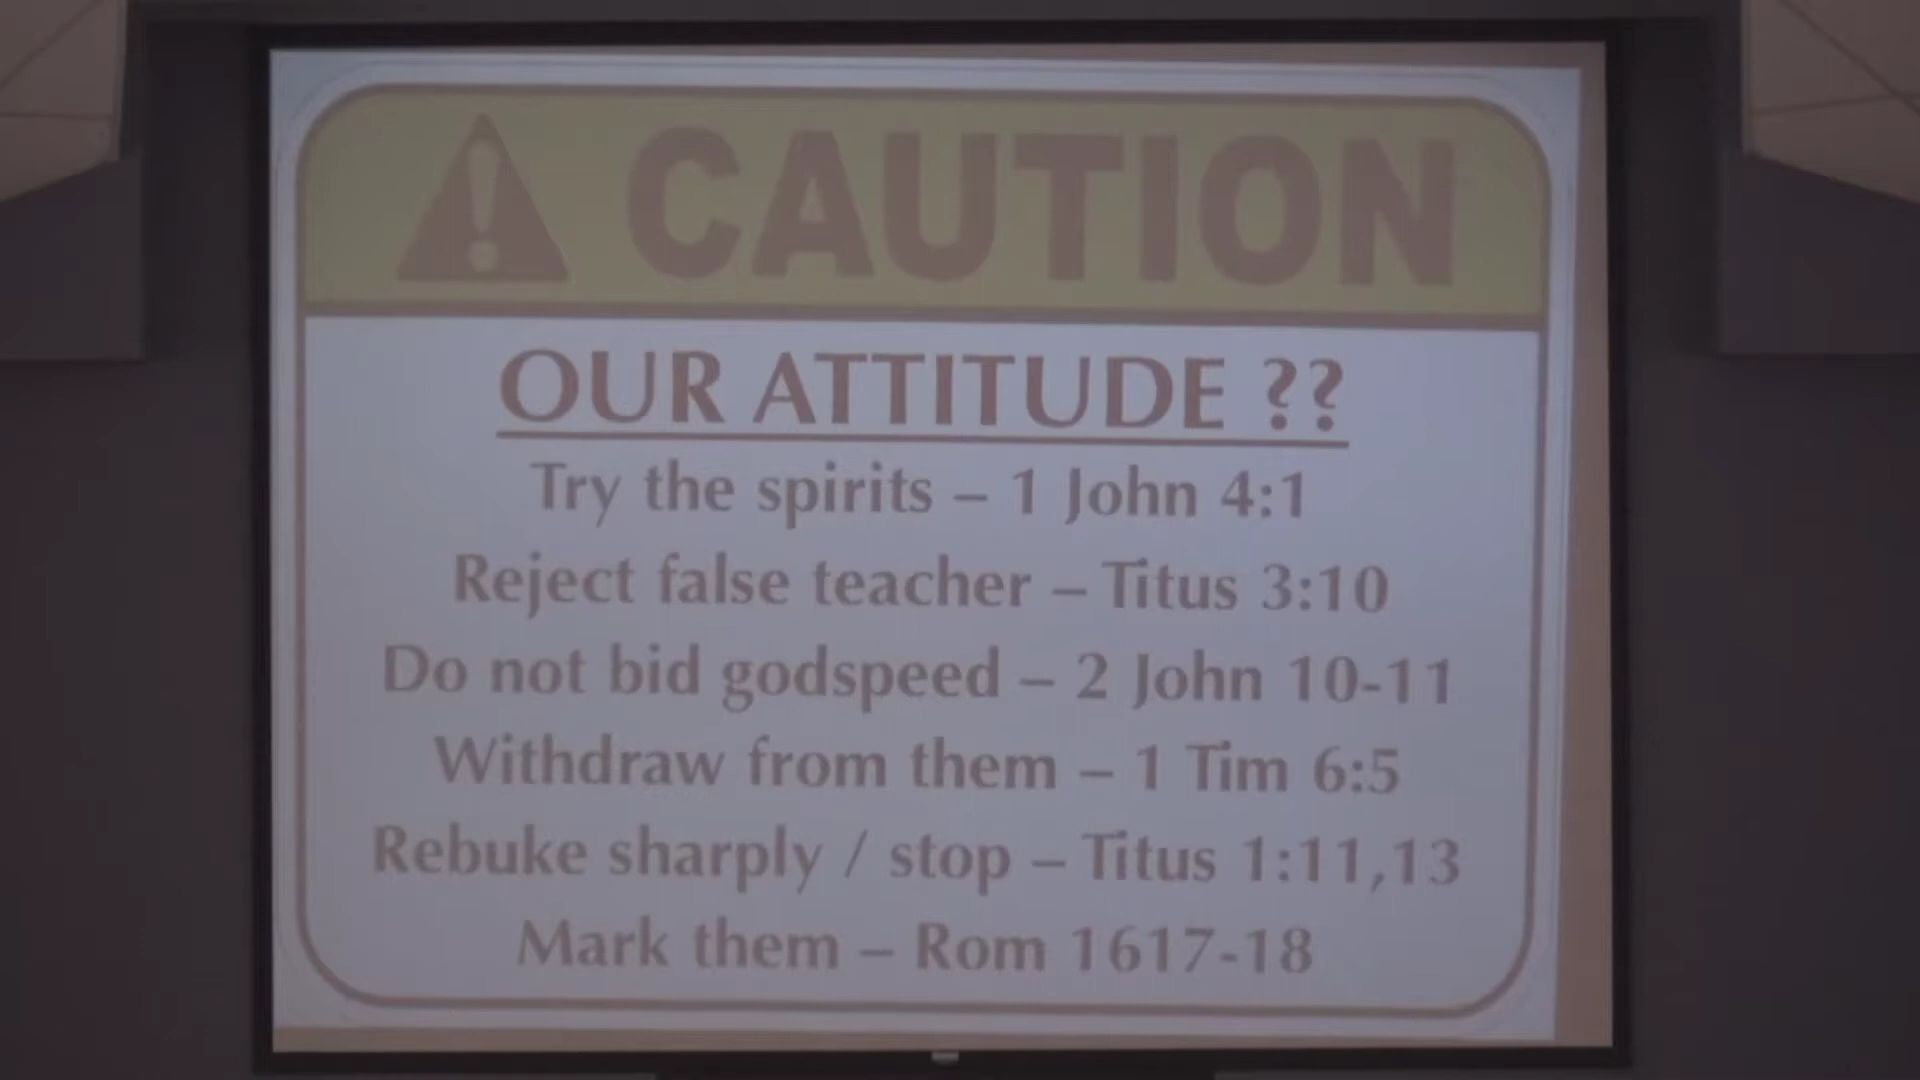 CAUTION
OUR ATTITUDE ??
Try the spirits – 1 John 4:1
Reject false teacher – Titus 3:10
Do not bid godspeed – 2 John 10-11
Withdraw from them – 1 Tim 6:5
Rebuke sharply / stop – Titus 1:11,13
Mark them – Rom 1617-18